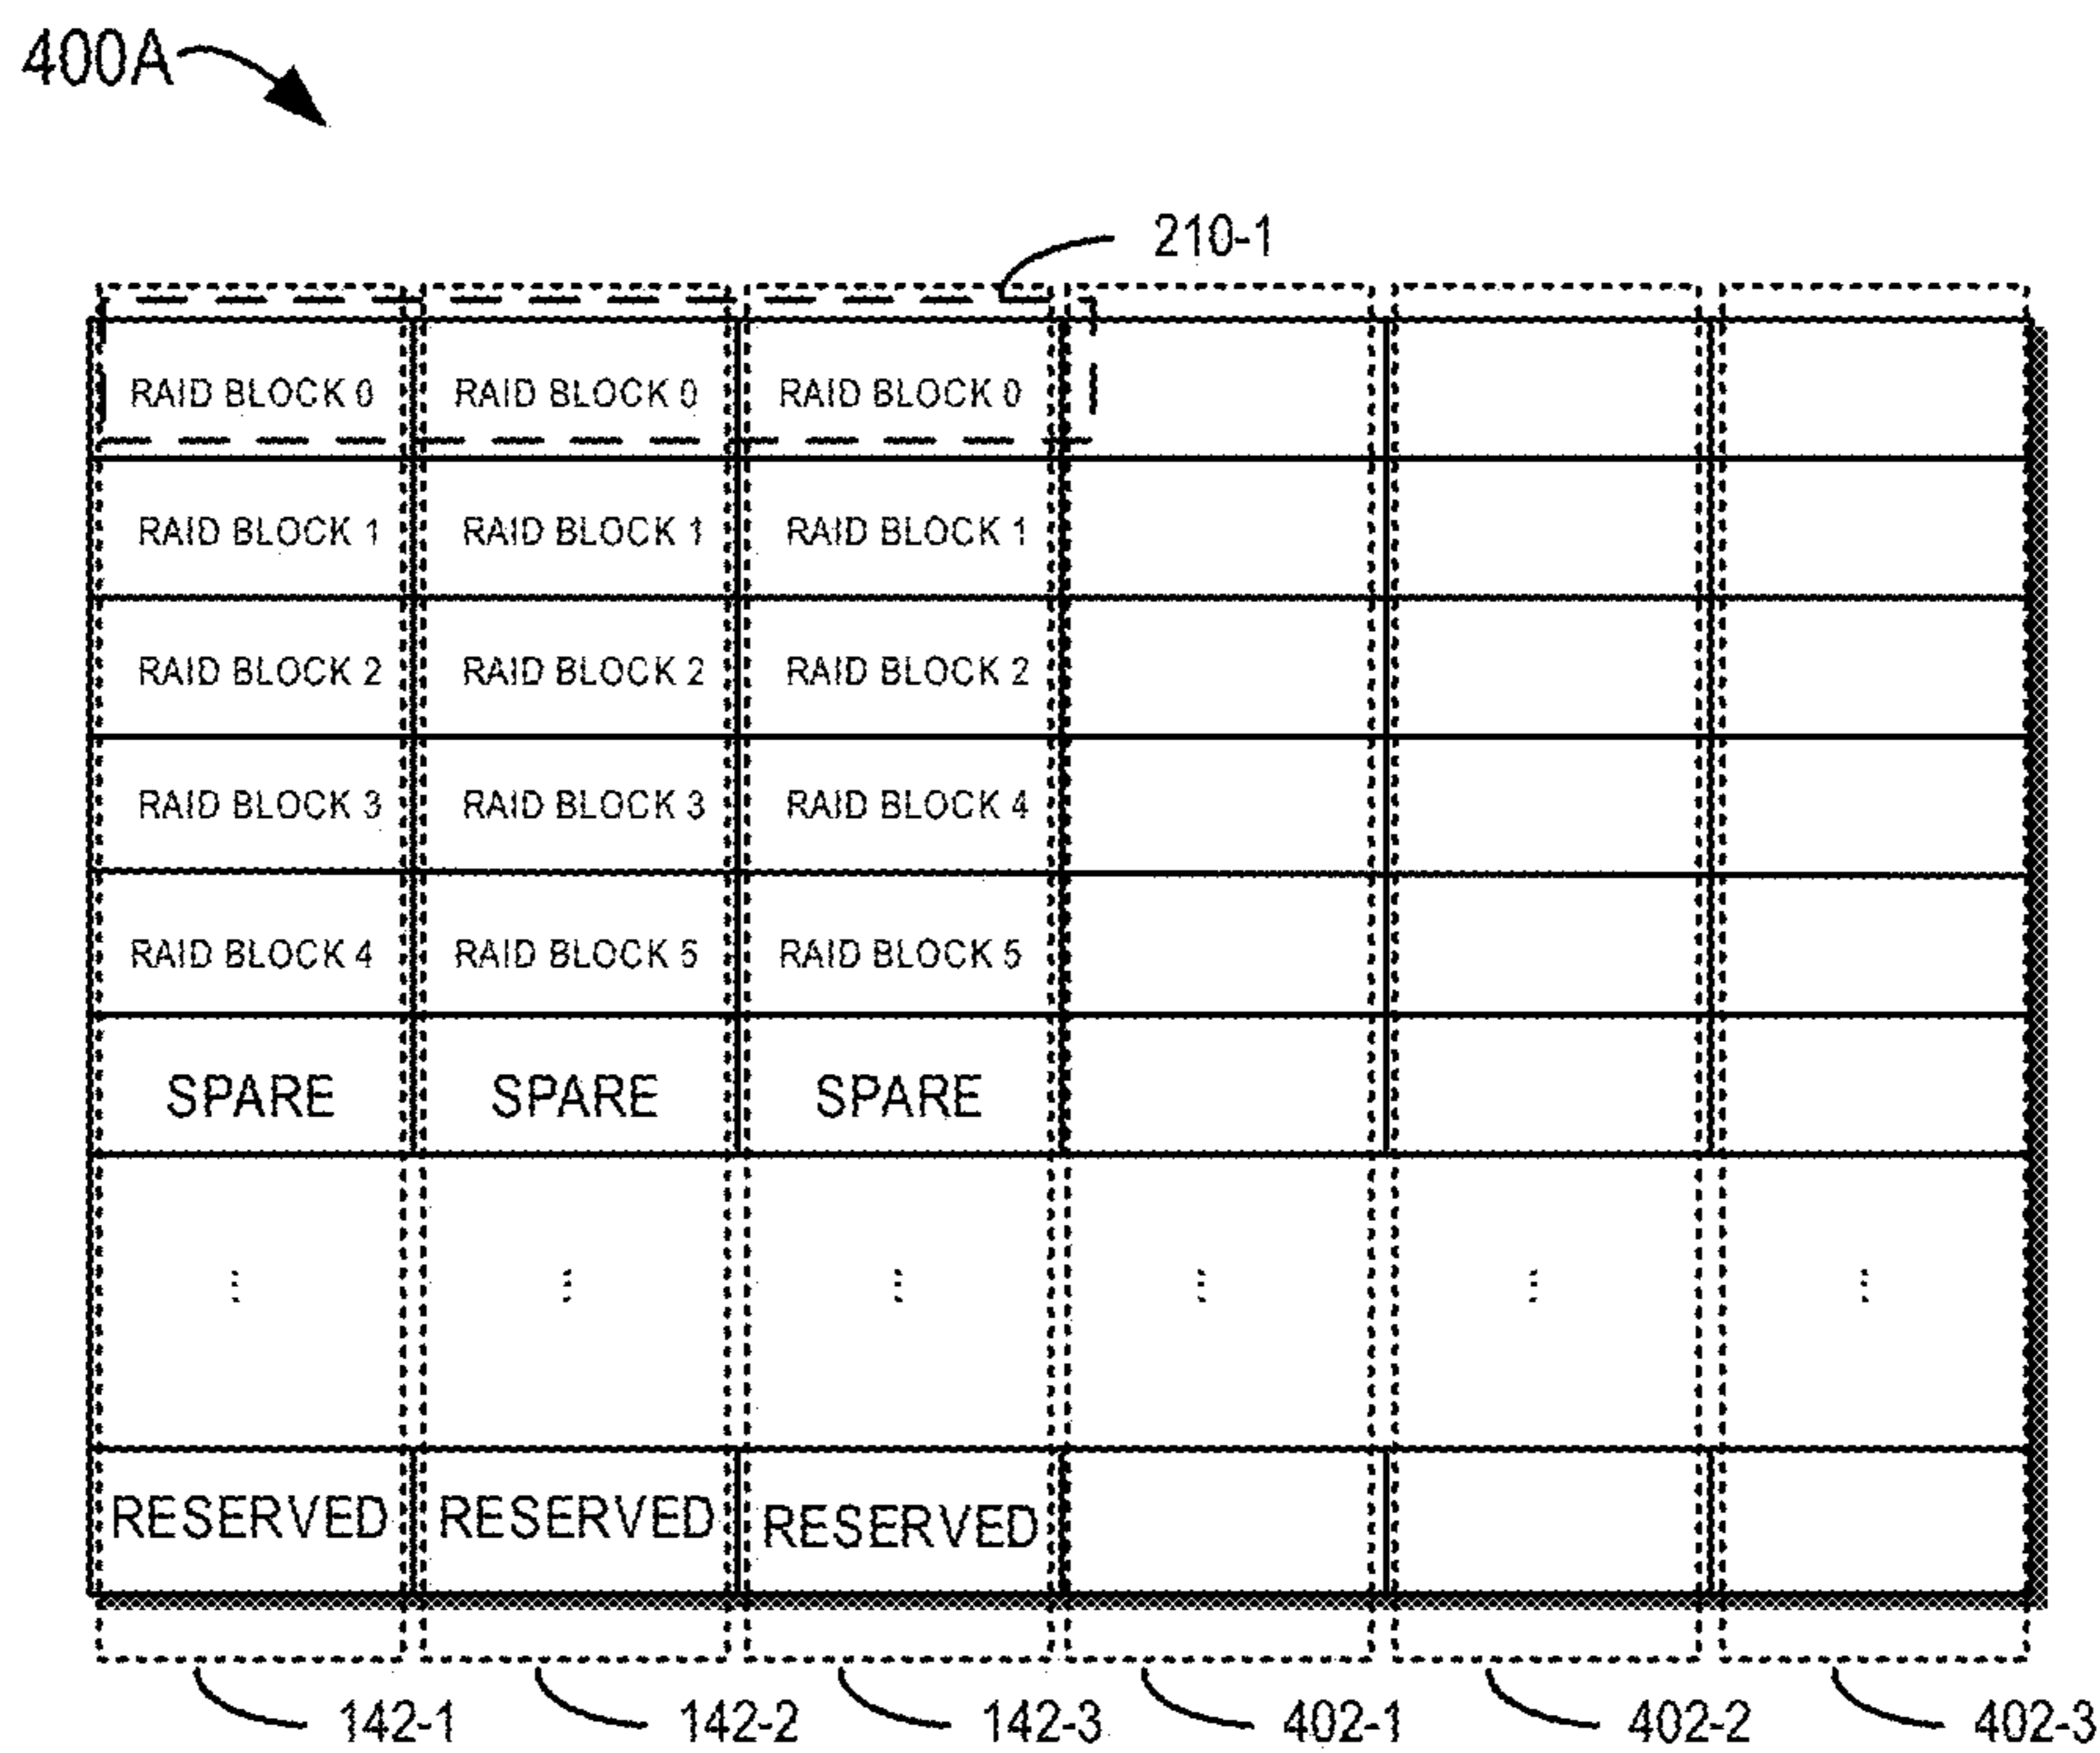 400A
210-1
RAID BLOCK 0 RAID BLOCK 0 RAID BLOCK 0
RAID BLOCK 1 RAID BLOCK 1 RAID BLOCK 1
RAID BLOCK 2 RAID BLOCK 2 RAID BLOCK 2
RAID BLOCK 3 RAID BLOCK 3 RAID BLOCK 4
RAID BLOCK 4 RAID BLOCK 5 RAID BLOCK 5
SPARE SPARE SPARE
⋮ ⋮ ⋮ ⋮ ⋮ ⋮
RESERVED RESERVED RESERVED
142-1 142-2 142-3 402-1 402-2 402-3